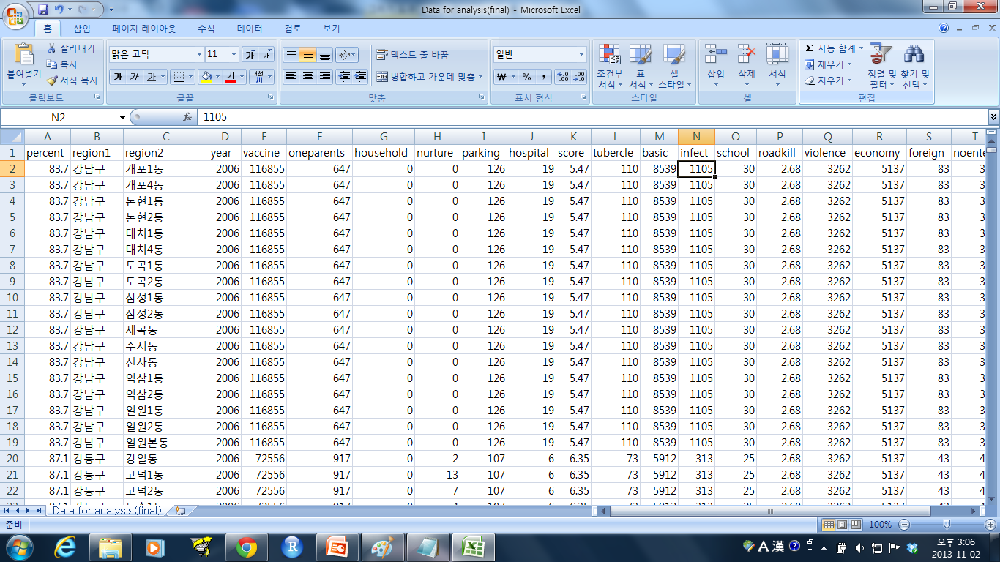 Data for analysis(final) - Microsoft Excel
홈 삽입 페이지 레이아웃 수식 데이터 검토 보기
붙여넣기 잘라내기 복사 서식 복사 클립보드
맑은 고딕 11 가 가 가 가 가 가 내천 글꼴
텍스트 줄 바꿈 병합하고 가운데 맞춤 맞춤
일반 ₩ % , 표시 형식
조건부 서식 표 서식 셀 스타일 스타일
삽입 삭제 서식 셀
Σ 자동 합계 채우기 지우기 정렬 및 필터 찾기 및 선택 편집
N2 fx 1105
A B C D E F G H I J K L M N O P Q R S T
1 percent region1 region2 year vaccine oneparents household nurture parking hospital score tubercle basic infect school roadkill violence economy foreign noente
2 83.7 강남구 개포1동 2006 116855 647 0 0 126 19 5.47 110 8539 1105 30 2.68 3262 5137 83 3
3 83.7 강남구 개포4동 2006 116855 647 0 0 126 19 5.47 110 8539 1105 30 2.68 3262 5137 83 3
4 83.7 강남구 논현1동 2006 116855 647 0 0 126 19 5.47 110 8539 1105 30 2.68 3262 5137 83 3
5 83.7 강남구 논현2동 2006 116855 647 0 0 126 19 5.47 110 8539 1105 30 2.68 3262 5137 83 3
6 83.7 강남구 대치1동 2006 116855 647 0 0 126 19 5.47 110 8539 1105 30 2.68 3262 5137 83 3
7 83.7 강남구 대치4동 2006 116855 647 0 0 126 19 5.47 110 8539 1105 30 2.68 3262 5137 83 3
8 83.7 강남구 도곡1동 2006 116855 647 0 0 126 19 5.47 110 8539 1105 30 2.68 3262 5137 83 3
9 83.7 강남구 도곡2동 2006 116855 647 0 0 126 19 5.47 110 8539 1105 30 2.68 3262 5137 83 3
10 83.7 강남구 삼성1동 2006 116855 647 0 0 126 19 5.47 110 8539 1105 30 2.68 3262 5137 83 3
11 83.7 강남구 삼성2동 2006 116855 647 0 0 126 19 5.47 110 8539 1105 30 2.68 3262 5137 83 3
12 83.7 강남구 세곡동 2006 116855 647 0 0 126 19 5.47 110 8539 1105 30 2.68 3262 5137 83 3
13 83.7 강남구 수서동 2006 116855 647 0 0 126 19 5.47 110 8539 1105 30 2.68 3262 5137 83 3
14 83.7 강남구 신사동 2006 116855 647 0 0 126 19 5.47 110 8539 1105 30 2.68 3262 5137 83 3
15 83.7 강남구 역삼1동 2006 116855 647 0 0 126 19 5.47 110 8539 1105 30 2.68 3262 5137 83 3
16 83.7 강남구 역삼2동 2006 116855 647 0 0 126 19 5.47 110 8539 1105 30 2.68 3262 5137 83 3
17 83.7 강남구 일원1동 2006 116855 647 0 0 126 19 5.47 110 8539 1105 30 2.68 3262 5137 83 3
18 83.7 강남구 일원2동 2006 116855 647 0 0 126 19 5.47 110 8539 1105 30 2.68 3262 5137 83 3
19 83.7 강남구 일원본동 2006 116855 647 0 0 126 19 5.47 110 8539 1105 30 2.68 3262 5137 83 3
20 87.1 강동구 강일동 2006 72556 917 0 2 107 6 6.35 73 5912 313 25 2.68 3262 5137 43 4
21 87.1 강동구 고덕1동 2006 72556 917 0 13 107 6 6.35 73 5912 313 25 2.68 3262 5137 43 4
22 87.1 강동구 고덕2동 2006 72556 917 0 7 107 6 6.35 73 5912 313 25 2.68 3262 5137 43 4
Data for analysis(final)
준비 100%
A 漢 오후 3:06
2013-11-02